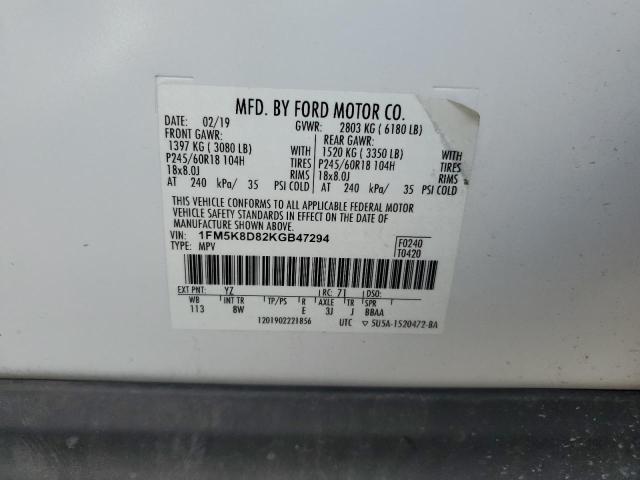 MFD. BY FORD MOTOR CO.
DATE: 02/19 GVWR: 2803 KG ( 6180 LB)
FRONT GAWR: REAR GAWR:
1397 KG ( 3080 LB) WITH 1520 KG ( 3350 LB) WITH
P245/60R18 104H TIRES P245/60R18 104H TIRES
18x8.0J RIMS 18x8.0J RIMS
AT 240 kPa/ 35 PSI COLD AT 240 kPa/ 35 PSI COLD
THIS VEHICLE CONFORMS TO ALL APPLICABLE FEDERAL MOTOR
VEHICLE SAFETY STANDARDS IN EFFECT ON THE DATE OF
MANUFACTURE SHOWN ABOVE.
VIN: 1FM5K8D82KGB47294 F0240
TYPE: MPV T0420
EXT PNT: YZ RC: 71 DSO:
WB INT TR TP/PS R AXLE TR SPR
113 8W E 3J J BBAA
1201902221856 UTC ▽ 5U5A-1520472-BA